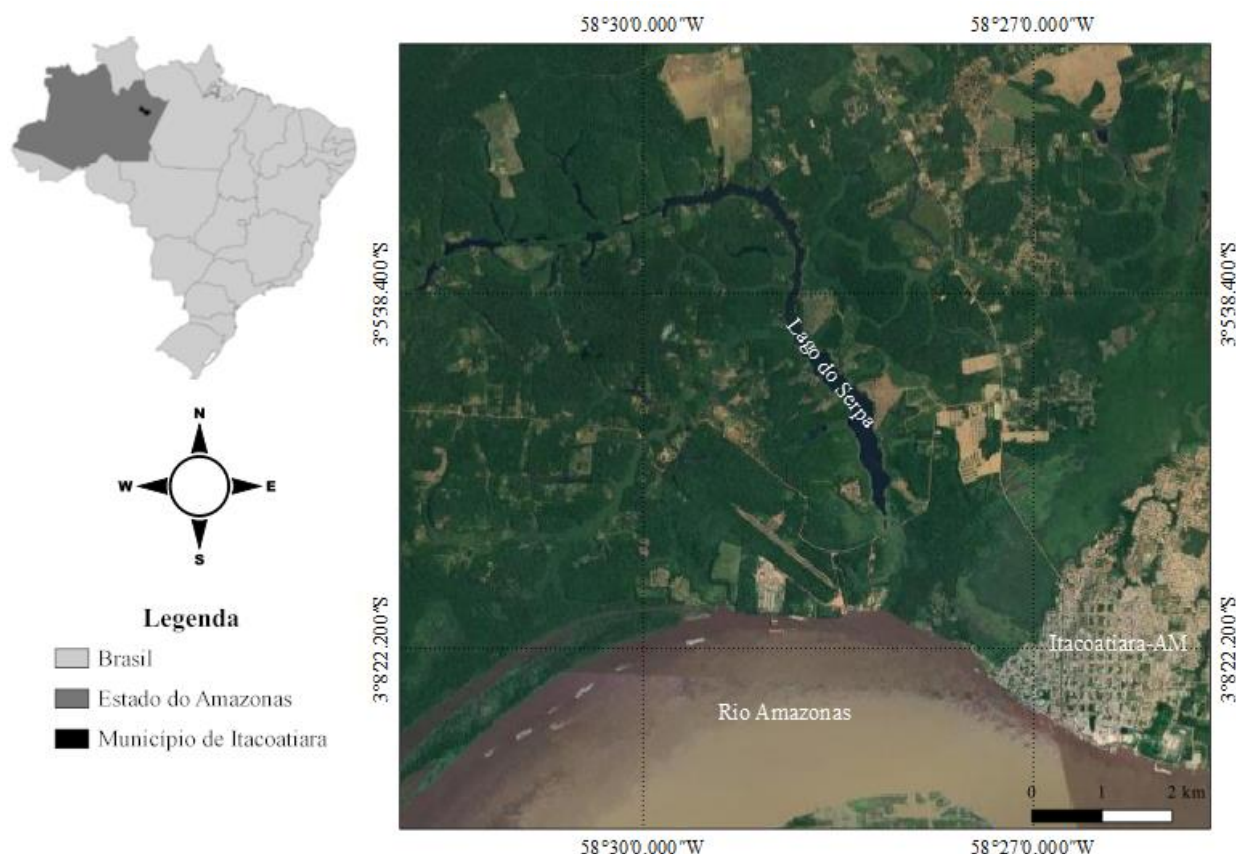 58°30'0.000"W
58°27'0.000"W
3°5'38.400"S
3°5'38.400"S
Lago do Serpa
N
W
E
S
Legenda
Brasil
Estado do Amazonas
Município de Itacoatiara
3°8'22.200"S
3°8'22.200"S
Itacoatiara-AM
Rio Amazonas
0 1 2 km
58°30'0.000"W
58°27'0.000"W